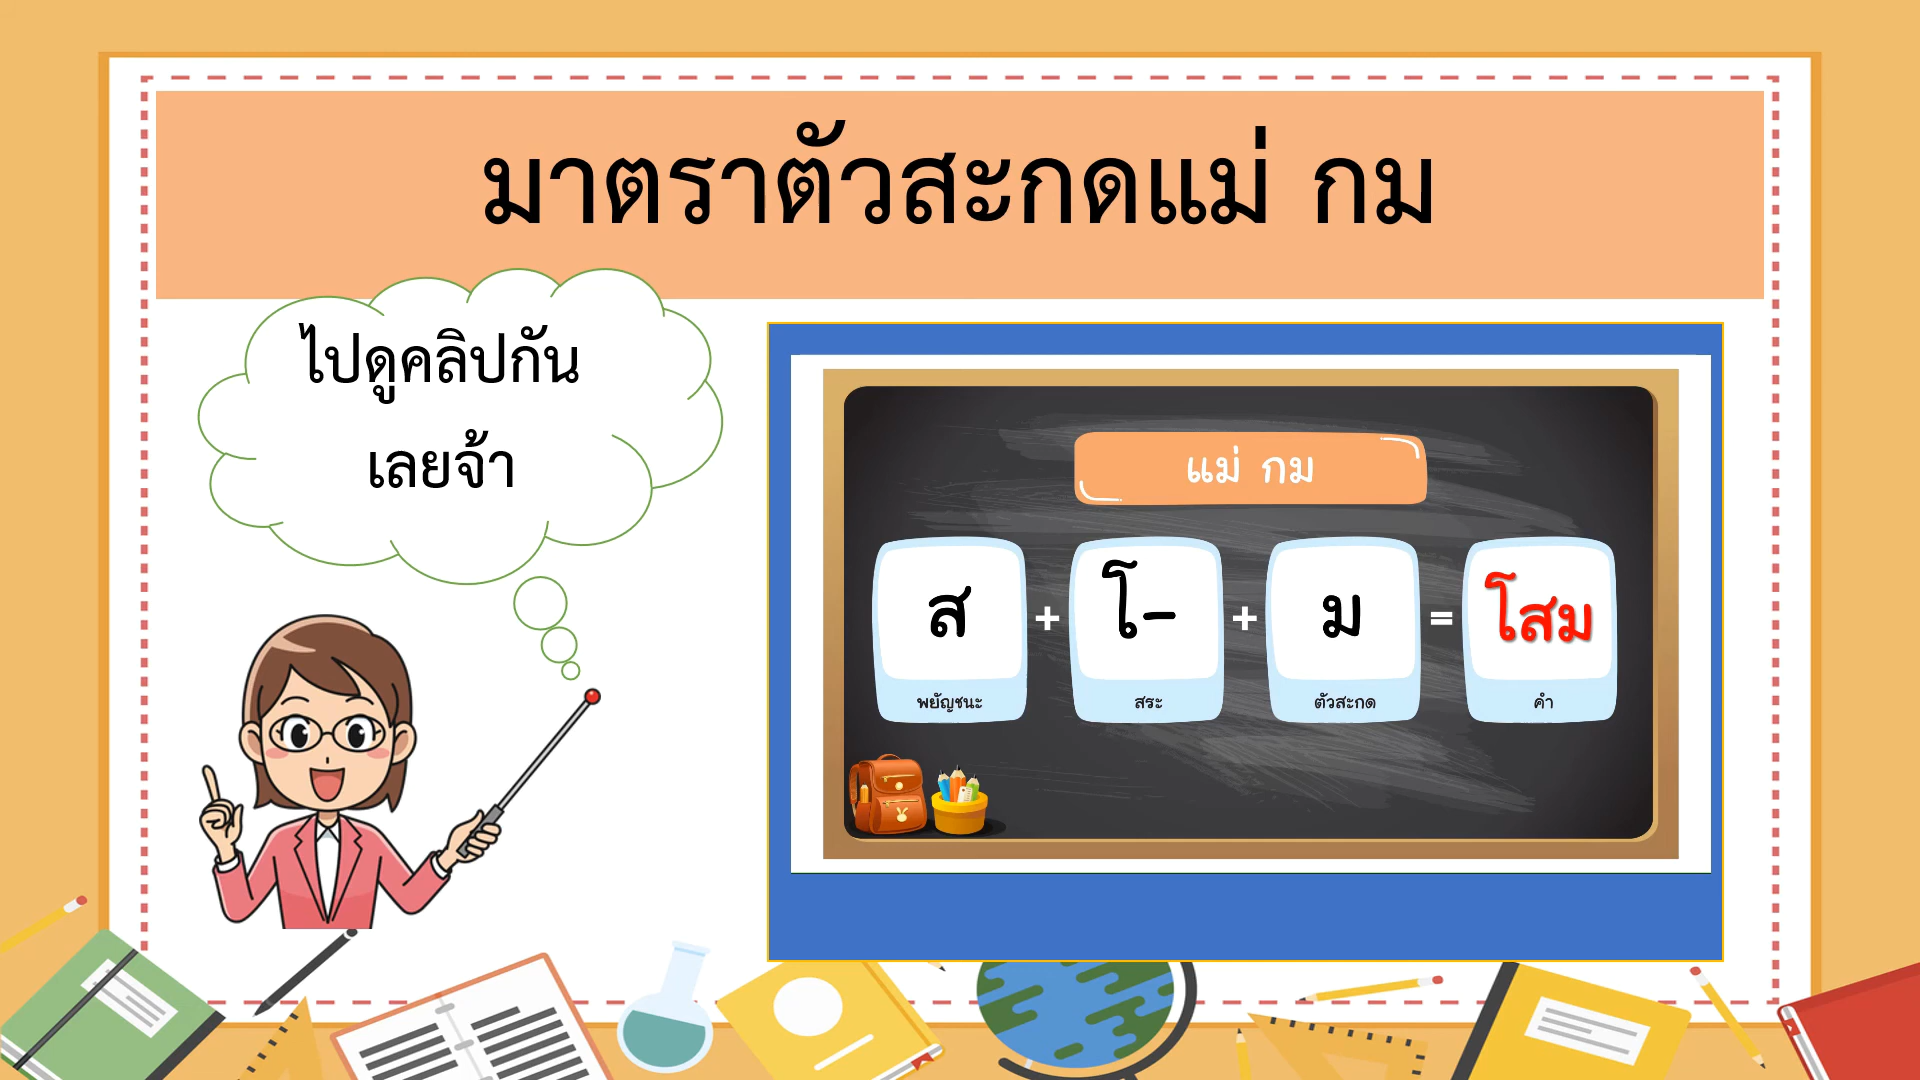 มาตราตัวสะกดแม่ กม
ไปดูคลิปกัน
เลยจ้า
แม่ กม
ส + โ- + ม = โสม
พยัญชนะ สระ ตัวสะกด คำ